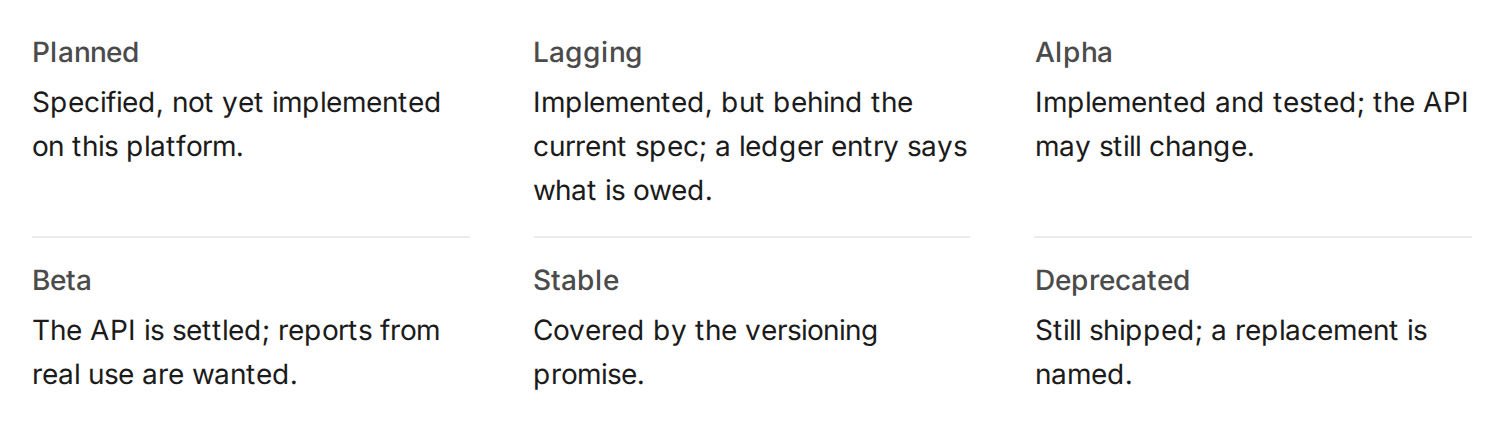 Planned
Specified, not yet implemented
on this platform.
Lagging
Implemented, but behind the
current spec; a ledger entry says
what is owed.
Alpha
Implemented and tested; the API
may still change.
Beta
The API is settled; reports from
real use are wanted.
Stable
Covered by the versioning
promise.
Deprecated
Still shipped; a replacement is
named.